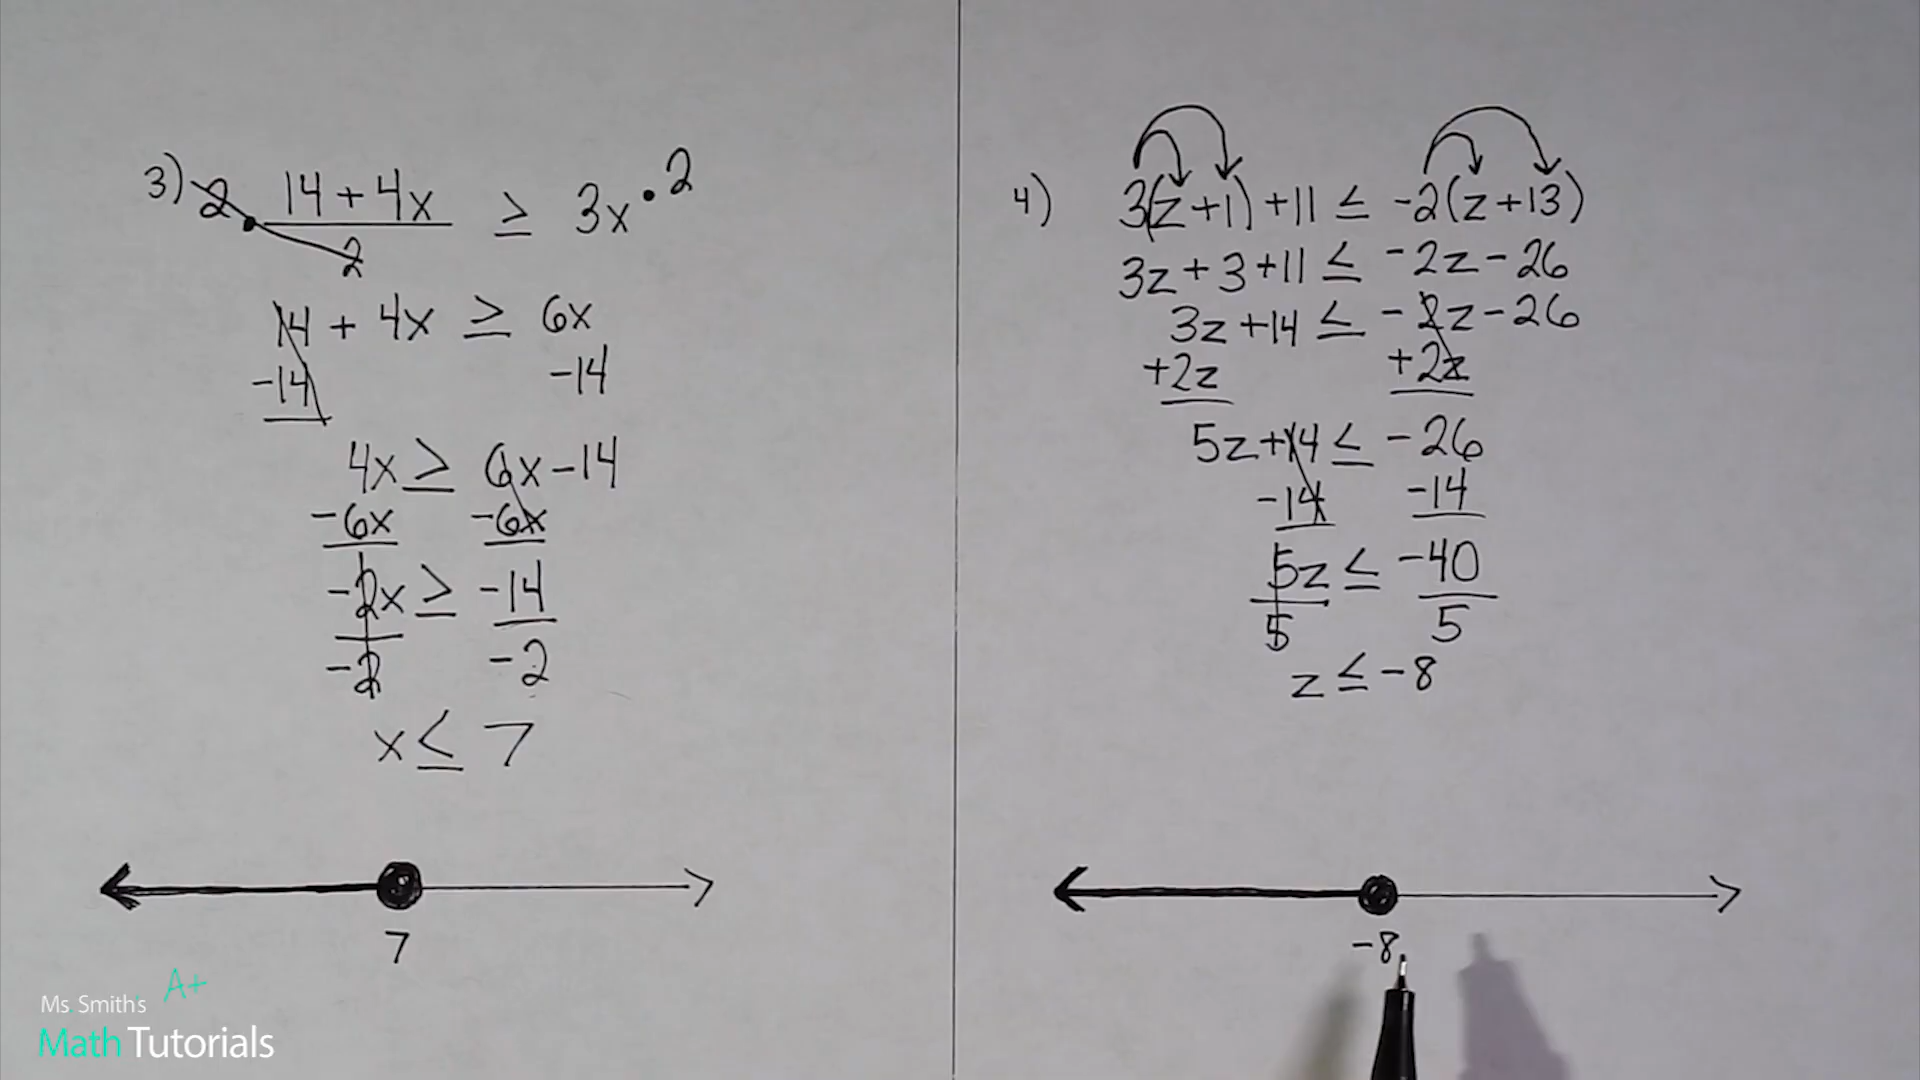 3) 2 • 14 + 4x / 2 ≥ 3x • 2
14 + 4x ≥ 6x
-14 -14
4x ≥ 6x - 14
-6x -6x
-2x ≥ -14
-2 -2
x ≤ 7
7
4) 3(z + 1) + 11 ≤ -2(z + 13)
3z + 3 + 11 ≤ -2z - 26
3z + 14 ≤ -2z - 26
+2z +2z
5z + 14 ≤ -26
-14 -14
5z ≤ -40
5 5
z ≤ -8
-8
A+
Ms. Smith's
Math Tutorials